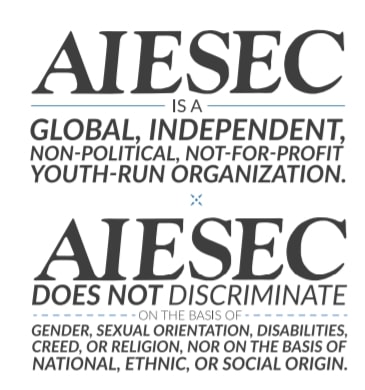 AIESEC
IS A
GLOBAL, INDEPENDENT,
NON-POLITICAL, NOT-FOR-PROFIT
YOUTH-RUN ORGANIZATION.
AIESEC
DOES NOT DISCRIMINATE
ON THE BASIS OF
GENDER, SEXUAL ORIENTATION, DISABILITIES,
CREED, OR RELIGION, NOR ON THE BASIS OF
NATIONAL, ETHNIC, OR SOCIAL ORIGIN.